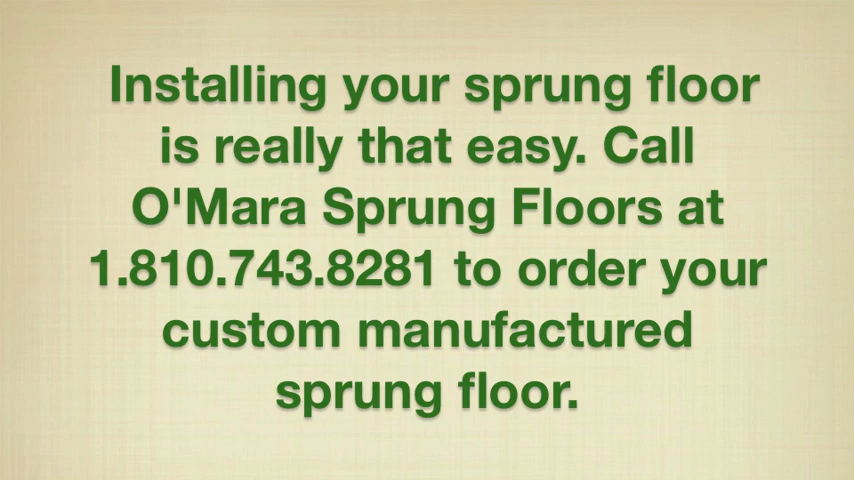 Installing your sprung floor
is really that easy. Call
O'Mara Sprung Floors at
1.810.743.8281 to order your
custom manufactured
sprung floor.